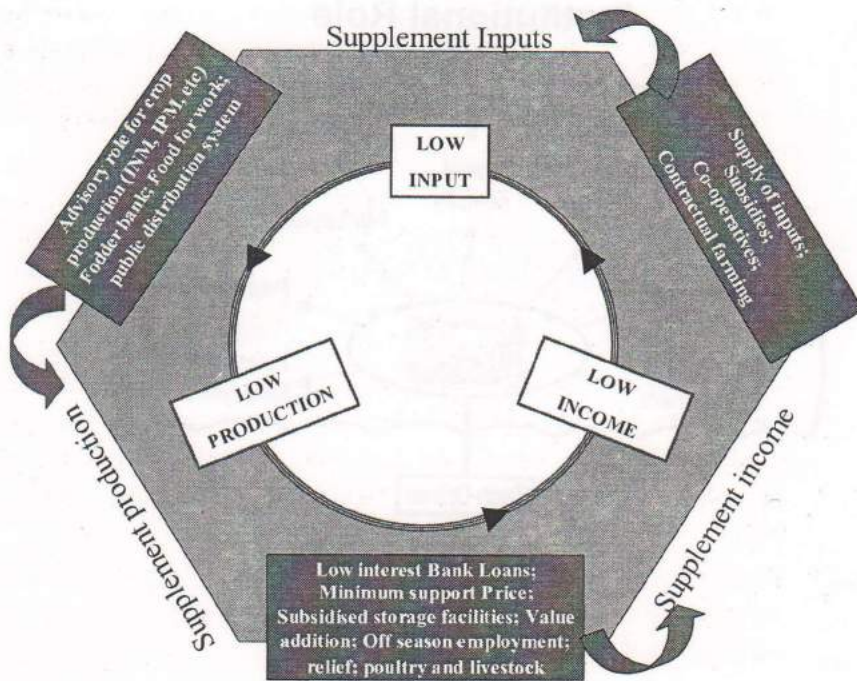 Supplement Inputs
Advisory role for crop
production (INM, IPM, etc)
Fodder bank; Food for work;
public distribution system
LOW
INPUT
Supply of inputs;
Subsidies;
Co-operatives;
Contractual farming
LOW
PRODUCTION
LOW
INCOME
Supplement production
Supplement income
Low interest Bank Loans;
Minimum support Price;
Subsidised storage facilities; Value
addition; Off season employment;
relief; poultry and livestock